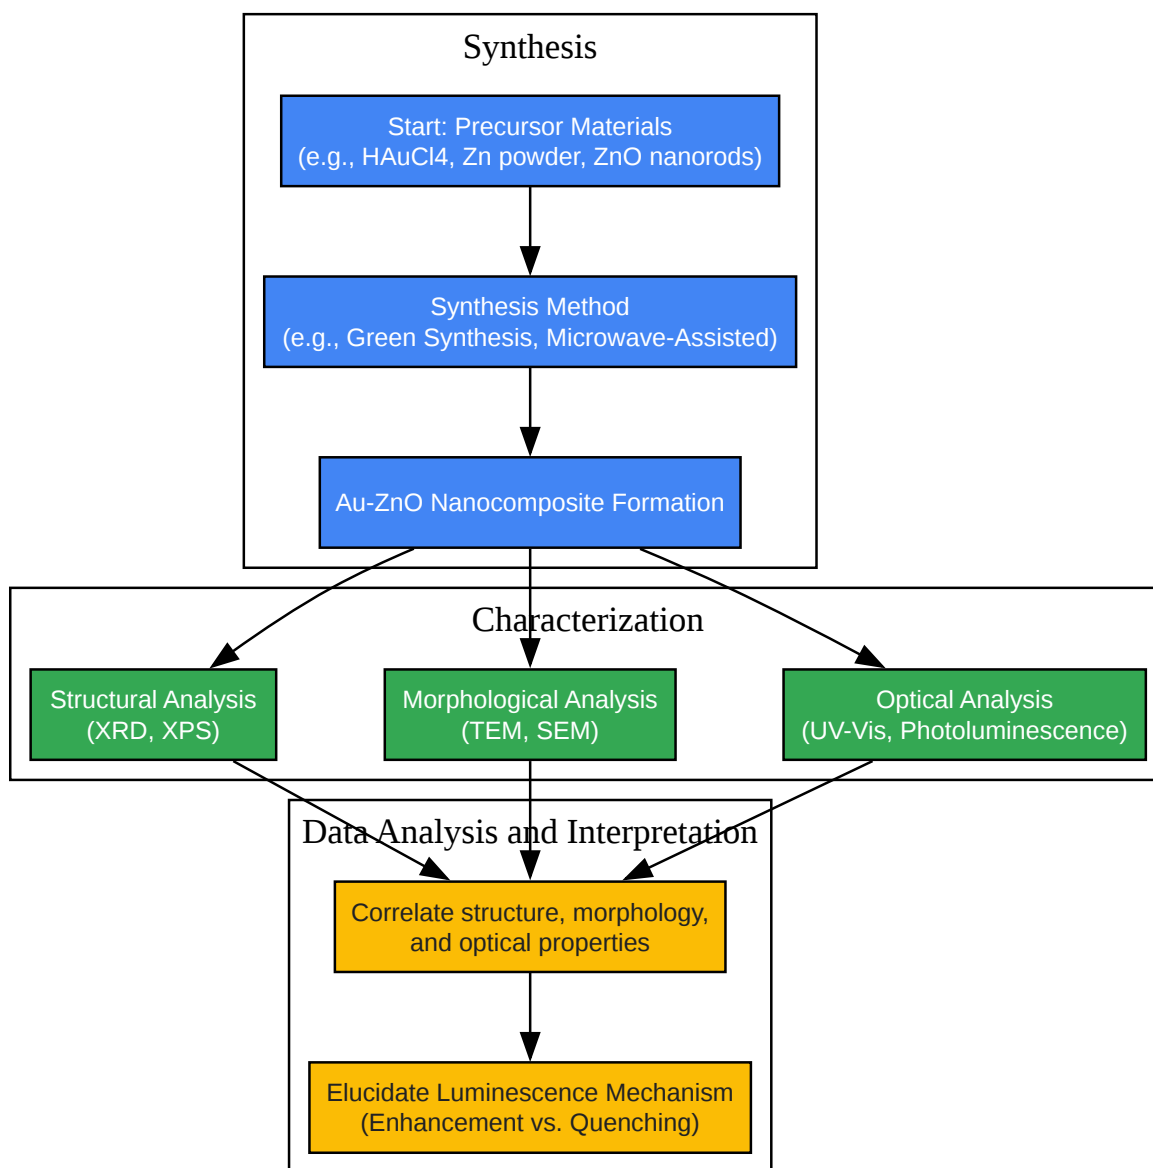 Synthesis
Start: Precursor Materials
(e.g., HAuCl4, Zn powder, ZnO nanorods)
Synthesis Method
(e.g., Green Synthesis, Microwave-Assisted)
Au-ZnO Nanocomposite Formation
Characterization
Structural Analysis
(XRD, XPS)
Morphological Analysis
(TEM, SEM)
Optical Analysis
(UV-Vis, Photoluminescence)
Data Analysis and Interpretation
Correlate structure, morphology,
and optical properties
Elucidate Luminescence Mechanism
(Enhancement vs. Quenching)